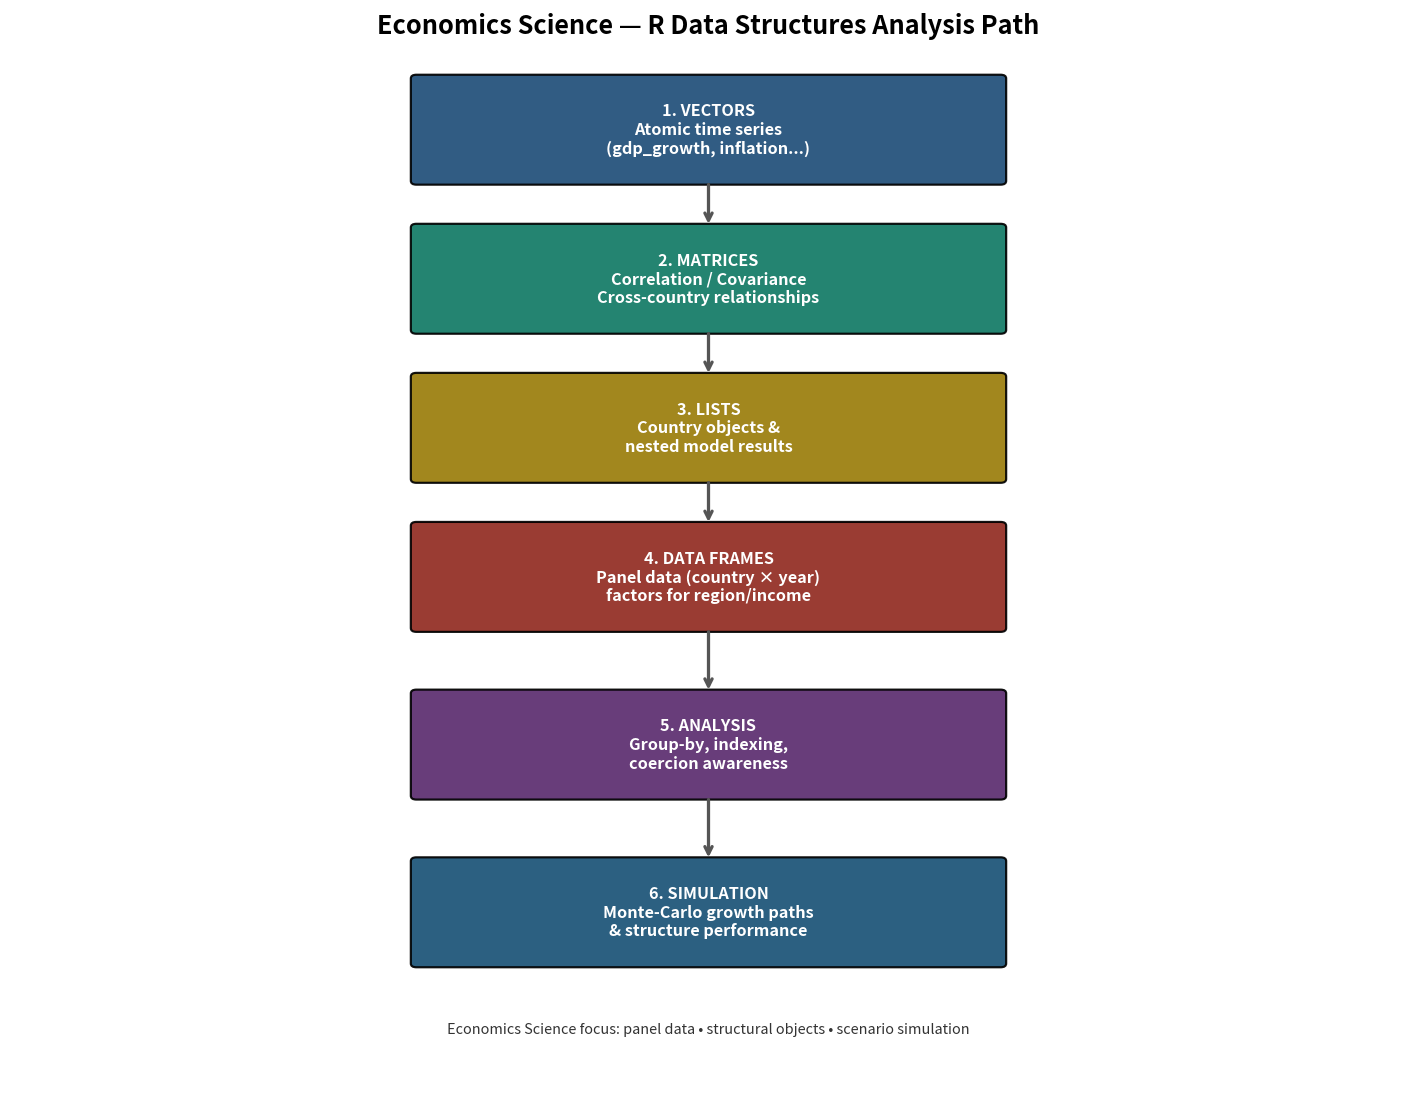 Economics Science — R Data Structures Analysis Path
1. VECTORS
Atomic time series
(gdp_growth, inflation...)
2. MATRICES
Correlation / Covariance
Cross-country relationships
3. LISTS
Country objects &
nested model results
4. DATA FRAMES
Panel data (country × year)
factors for region/income
5. ANALYSIS
Group-by, indexing,
coercion awareness
6. SIMULATION
Monte-Carlo growth paths
& structure performance
Economics Science focus: panel data • structural objects • scenario simulation